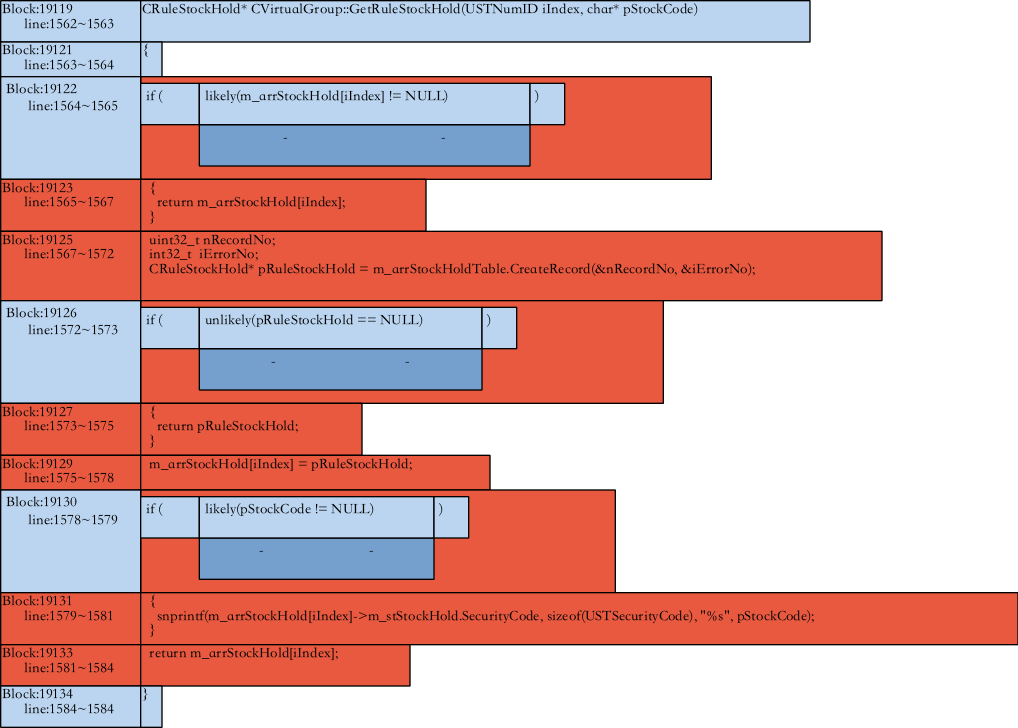 Block:19119
line:1562~1563
CRuleStockHold* CVirtualGroup::GetRuleStockHold(USTNumID iIndex, char* pStockCode)
Block:19121
line:1563~1564
{
Block:19122
line:1564~1565
if ( likely(m_arrStockHold[iIndex] != NULL) )
- -
Block:19123
line:1565~1567
{
return m_arrStockHold[iIndex];
}
Block:19125
line:1567~1572
uint32_t nRecordNo;
int32_t iErrorNo;
CRuleStockHold* pRuleStockHold = m_arrStockHoldTable.CreateRecord(&nRecordNo, &iErrorNo);
Block:19126
line:1572~1573
if ( unlikely(pRuleStockHold == NULL) )
- -
Block:19127
line:1573~1575
{
return pRuleStockHold;
}
Block:19129
line:1575~1578
m_arrStockHold[iIndex] = pRuleStockHold;
Block:19130
line:1578~1579
if ( likely(pStockCode != NULL) )
- -
Block:19131
line:1579~1581
{
snprintf(m_arrStockHold[iIndex]->m_stStockHold.SecurityCode, sizeof(USTSecurityCode), "%s", pStockCode);
}
Block:19133
line:1581~1584
return m_arrStockHold[iIndex];
Block:19134
line:1584~1584
}